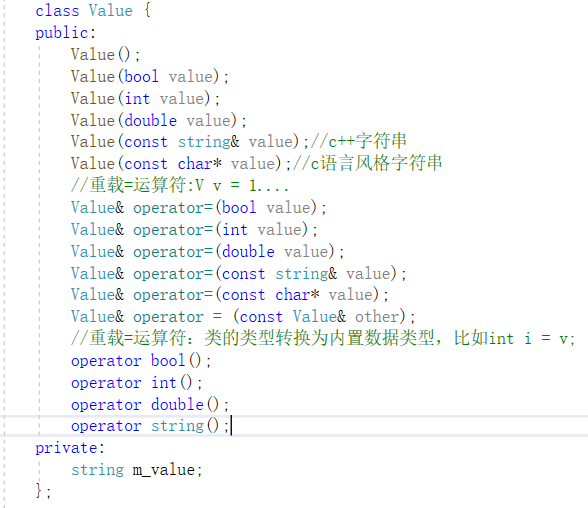 class Value {
public:
    Value();
    Value(bool value);
    Value(int value);
    Value(double value);
    Value(const string& value);//c++字符串
    Value(const char* value);//c语言风格字符串
    //重载=运算符:V v = 1....
    Value& operator=(bool value);
    Value& operator=(int value);
    Value& operator=(double value);
    Value& operator=(const string& value);
    Value& operator=(const char* value);
    Value& operator = (const Value& other);
    //重载=运算符：类的类型转换为内置数据类型，比如int i = v;
    operator bool();
    operator int();
    operator double();
    operator string();
private:
    string m_value;
};